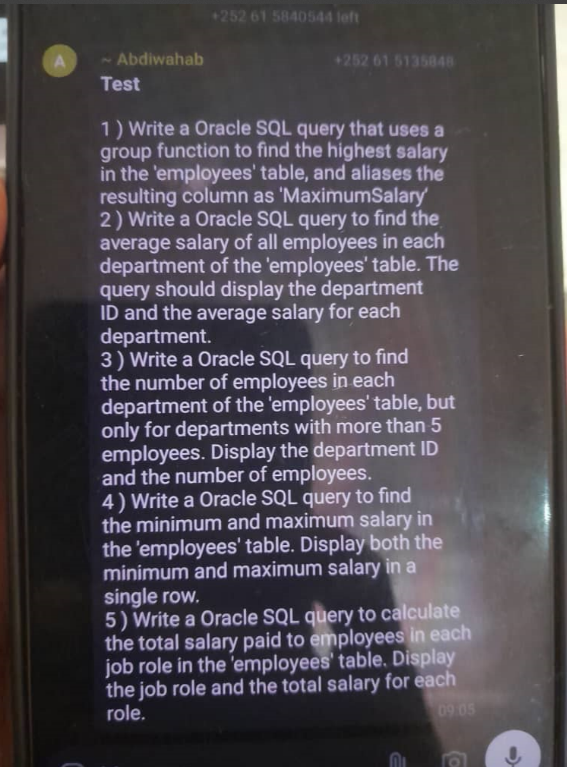 +252 61 5840544 left
A
~ Abdiwahab
+252 61 5135848
Test
1 ) Write a Oracle SQL query that uses a
group function to find the highest salary
in the 'employees' table, and aliases the
resulting column as 'MaximumSalary'
2 ) Write a Oracle SQL query to find the
average salary of all employees in each
department of the 'employees' table. The
query should display the department
ID and the average salary for each
department.
3 ) Write a Oracle SQL query to find
the number of employees in each
department of the 'employees' table, but
only for departments with more than 5
employees. Display the department ID
and the number of employees.
4 ) Write a Oracle SQL query to find
the minimum and maximum salary in
the 'employees' table. Display both the
minimum and maximum salary in a
single row.
5 ) Write a Oracle SQL query to calculate
the total salary paid to employees in each
job role in the 'employees' table. Display
the job role and the total salary for each
role.
09:05